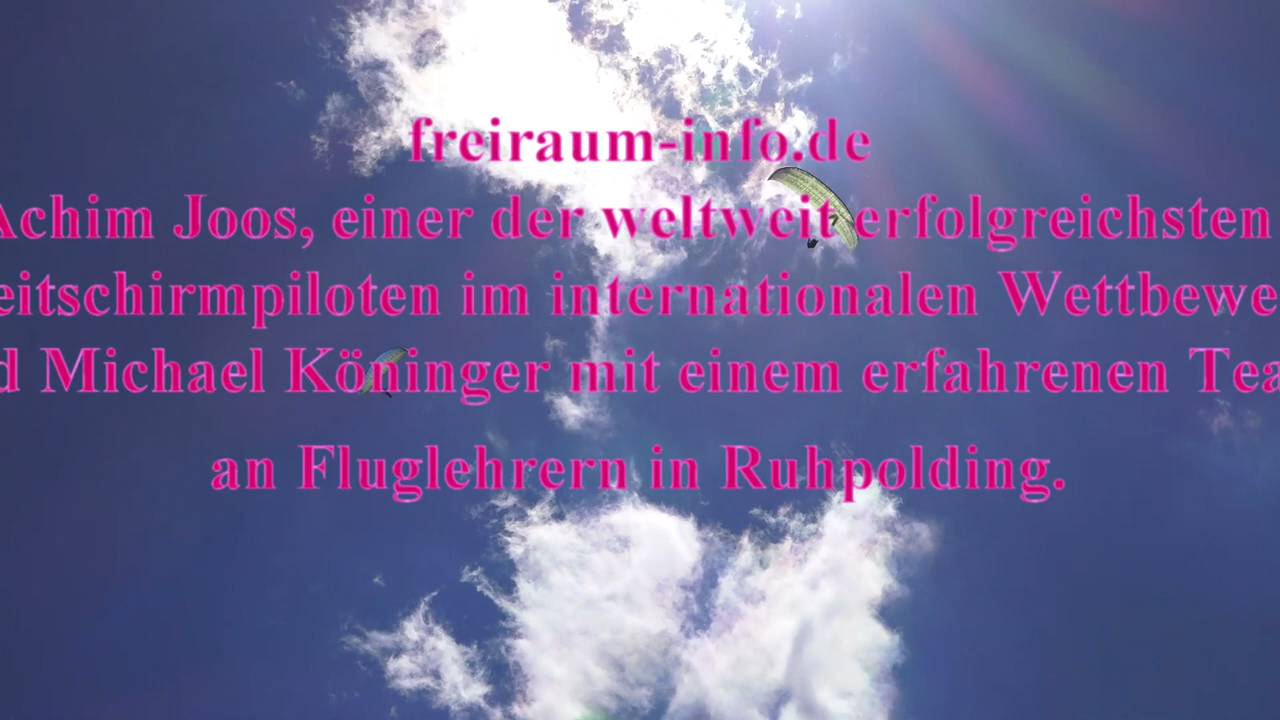 freiraum-info.de
Achim Joos, einer der weltweit erfolgreichsten
eitschirmpiloten im internationalen Wettbewe
d Michael Köninger mit einem erfahrenen Tea
an Fluglehrern in Ruhpolding.